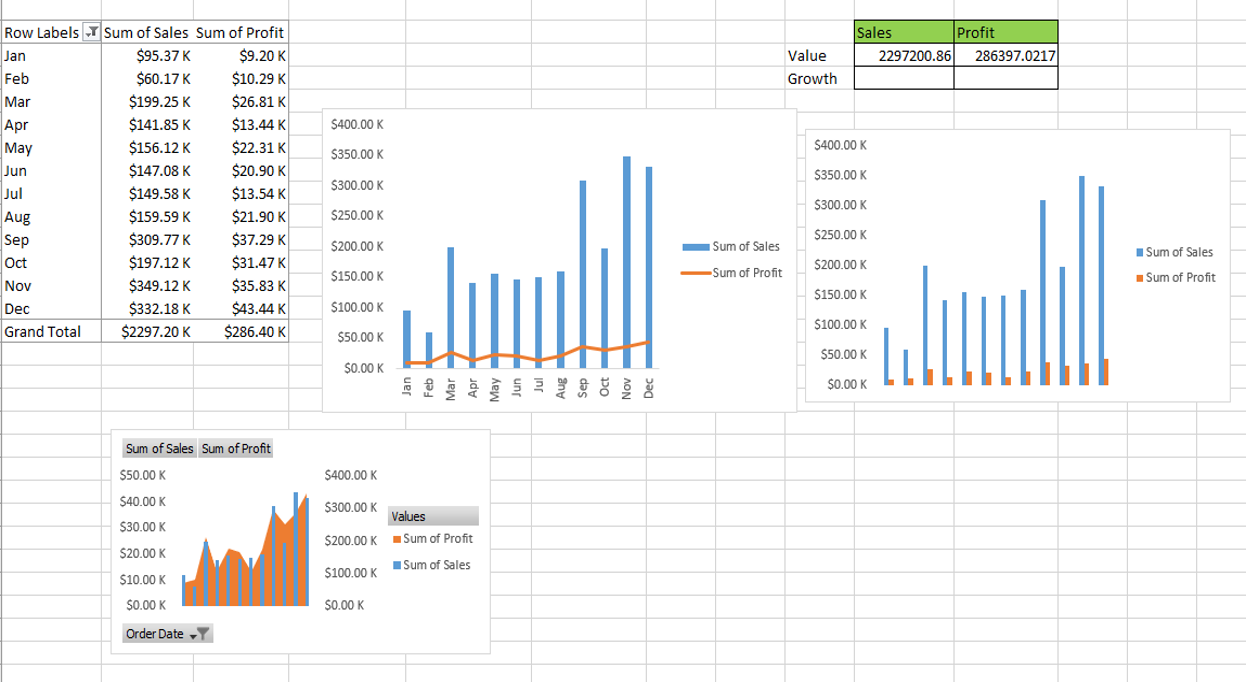 Row Labels Sum of Sales Sum of Profit
Jan $95.37 K $9.20 K
Feb $60.17 K $10.29 K
Mar $199.25 K $26.81 K
Apr $141.85 K $13.44 K
May $156.12 K $22.31 K
Jun $147.08 K $20.90 K
Jul $149.58 K $13.54 K
Aug $159.59 K $21.90 K
Sep $309.77 K $37.29 K
Oct $197.12 K $31.47 K
Nov $349.12 K $35.83 K
Dec $332.18 K $43.44 K
Grand Total $2297.20 K $286.40 K
Sales Profit
Value 2297200.86 286397.0217
Growth
$400.00 K
$350.00 K
$300.00 K
$250.00 K
$200.00 K
$150.00 K
$100.00 K
$50.00 K
$0.00 K
Jan Feb Mar Apr May Jun Jul Aug Sep Oct Nov Dec
Sum of Sales
Sum of Profit
$400.00 K
$350.00 K
$300.00 K
$250.00 K
$200.00 K
$150.00 K
$100.00 K
$50.00 K
$0.00 K
Sum of Sales
Sum of Profit
Sum of Sales Sum of Profit
$50.00 K
$40.00 K
$30.00 K
$20.00 K
$10.00 K
$0.00 K
$400.00 K
$300.00 K
$200.00 K
$100.00 K
$0.00 K
Values
Sum of Profit
Sum of Sales
Order Date